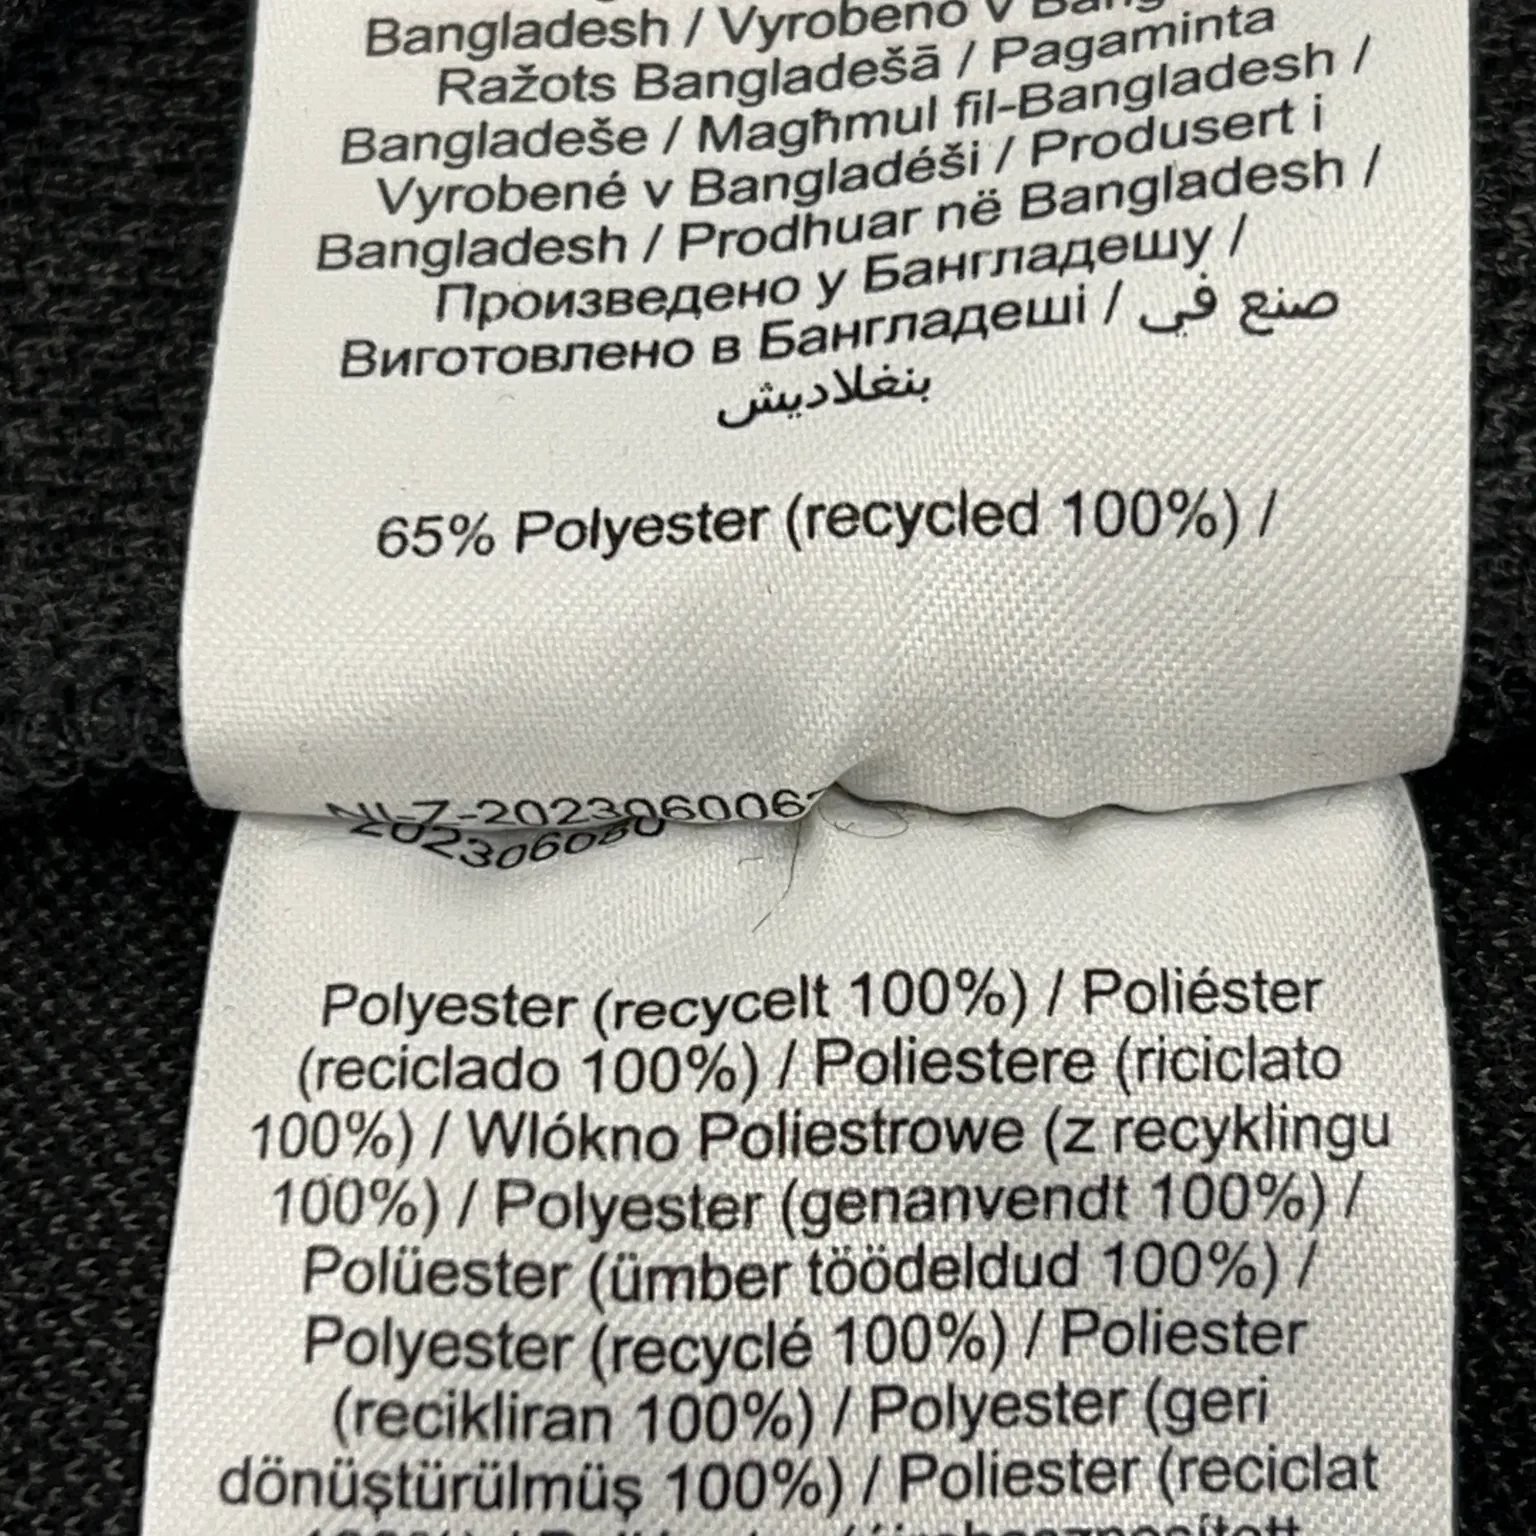 Bangladesh / Vyrobeno v
Ražots Bangladešā / Pagaminta
Bangladeše / Magħmul fil-Bangladesh /
Vyrobené v Bangladéši / Produsert i
Bangladesh / Prodhuar në Bangladesh /
Произведено у Бангладешу /
Виготовлено в Бангладеші / صنع في
بنغلاديش
65% Polyester (recycled 100%) /
Polyester (recycelt 100%) / Poliéster
(reciclado 100%) / Poliestere (riciclato
100%) / Wlókno Poliestrowe (z recyklingu
100%) / Polyester (genanvendt 100%) /
Polüester (ümber töödeldud 100%) /
Polyester (recyclé 100%) / Poliester
(recikliran 100%) / Polyester (geri
dönüştürülmüş 100%) / Poliester (reciclat